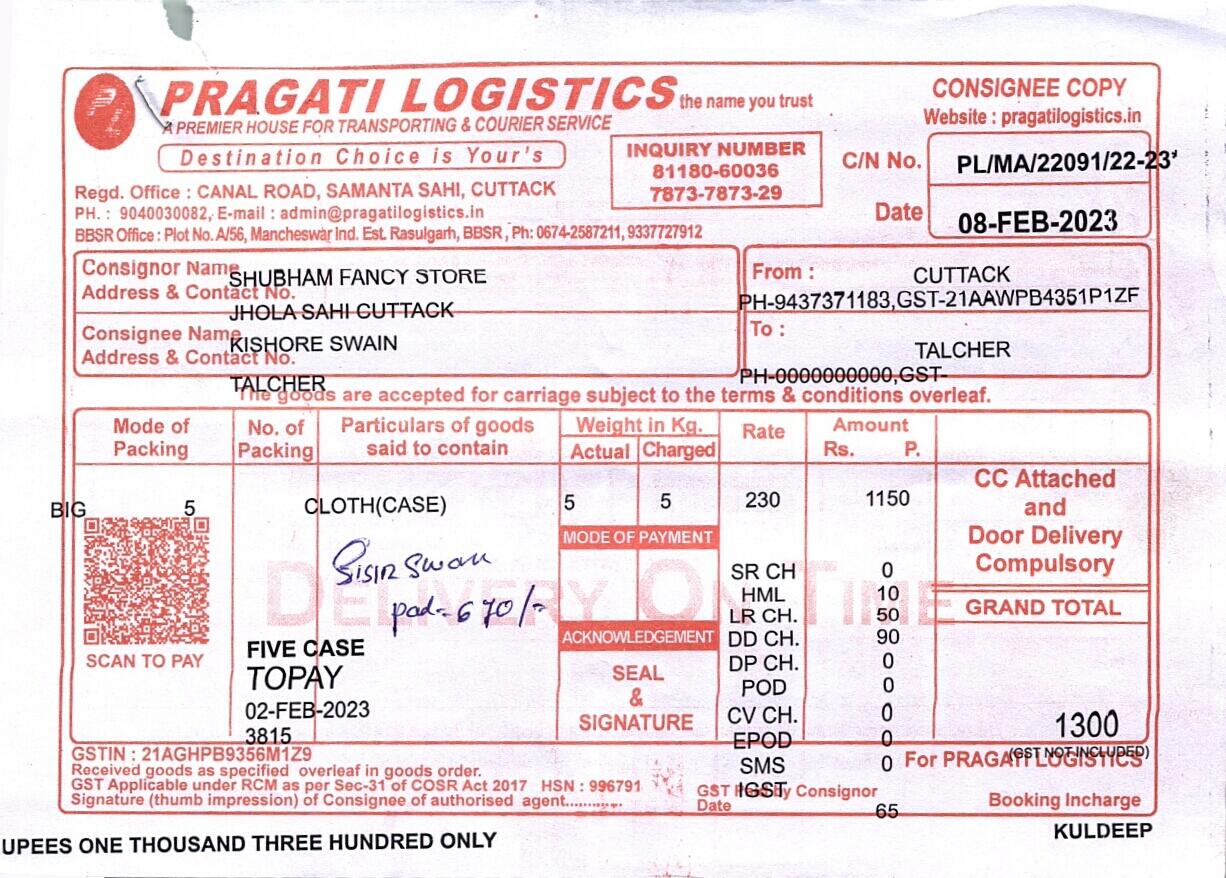 PRAGATI LOGISTICS the name you trust
A PREMIER HOUSE FOR TRANSPORTING & COURIER SERVICE
Destination Choice is Your's
CONSIGNEE COPY
Website : pragatilogistics.in
INQUIRY NUMBER
81180-60036
7873-7873-29
C/N No. PL/MA/22091/22-23
Date 08-FEB-2023
Regd. Office : CANAL ROAD, SAMANTA SAHI, CUTTACK
PH. : 9040030082, E-mail : admin@pragatilogistics.in
BBSR Office : Plot No. A/56, Mancheswar Ind. Est. Rasulgarh, BBSR , Ph: 0674-2587211, 9337727912
Consignor Name SHUBHAM FANCY STORE
Address & Contact No.
JHOLA SAHI CUTTACK
From : CUTTACK
PH-9437371183,GST-21AAWPB4351P1ZF
Consignee Name KISHORE SWAIN
Address & Contact No.
TALCHER
To : TALCHER
PH-0000000000,GST-
The goods are accepted for carriage subject to the terms & conditions overleaf.
Mode of Packing
No. of Packing
Particulars of goods said to contain
Weight in Kg.
Actual Charged
Rate
Amount
Rs. P.
BIG 5 CLOTH(CASE) 5 5 230 1150
CC Attached
and
Door Delivery
Compulsory
GRAND TOTAL
MODE OF PAYMENT
DELIVERY ON TIME
Sisir Swan
pad- 670/-
SR CH 0
HML 10
LR CH. 50
DD CH. 90
DP CH. 0
POD 0
CV CH. 0
EPOD 0
SMS 0
IGST
65
ACKNOWLEDGEMENT
SEAL
&
SIGNATURE
SCAN TO PAY
FIVE CASE
TOPAY
02-FEB-2023
3815
1300
(GST NOT INCLUDED)
GSTIN : 21AGHPB9356M1Z9
Received goods as specified overleaf in goods order.
GST Applicable under RCM as per Sec-31 of COSR Act 2017 HSN : 996791
Signature (thumb impression) of Consignee of authorised agent............
GST Paid by Consignor
Date
For PRAGATI LOGISTICS
Booking Incharge
KULDEEP
UPEES ONE THOUSAND THREE HUNDRED ONLY